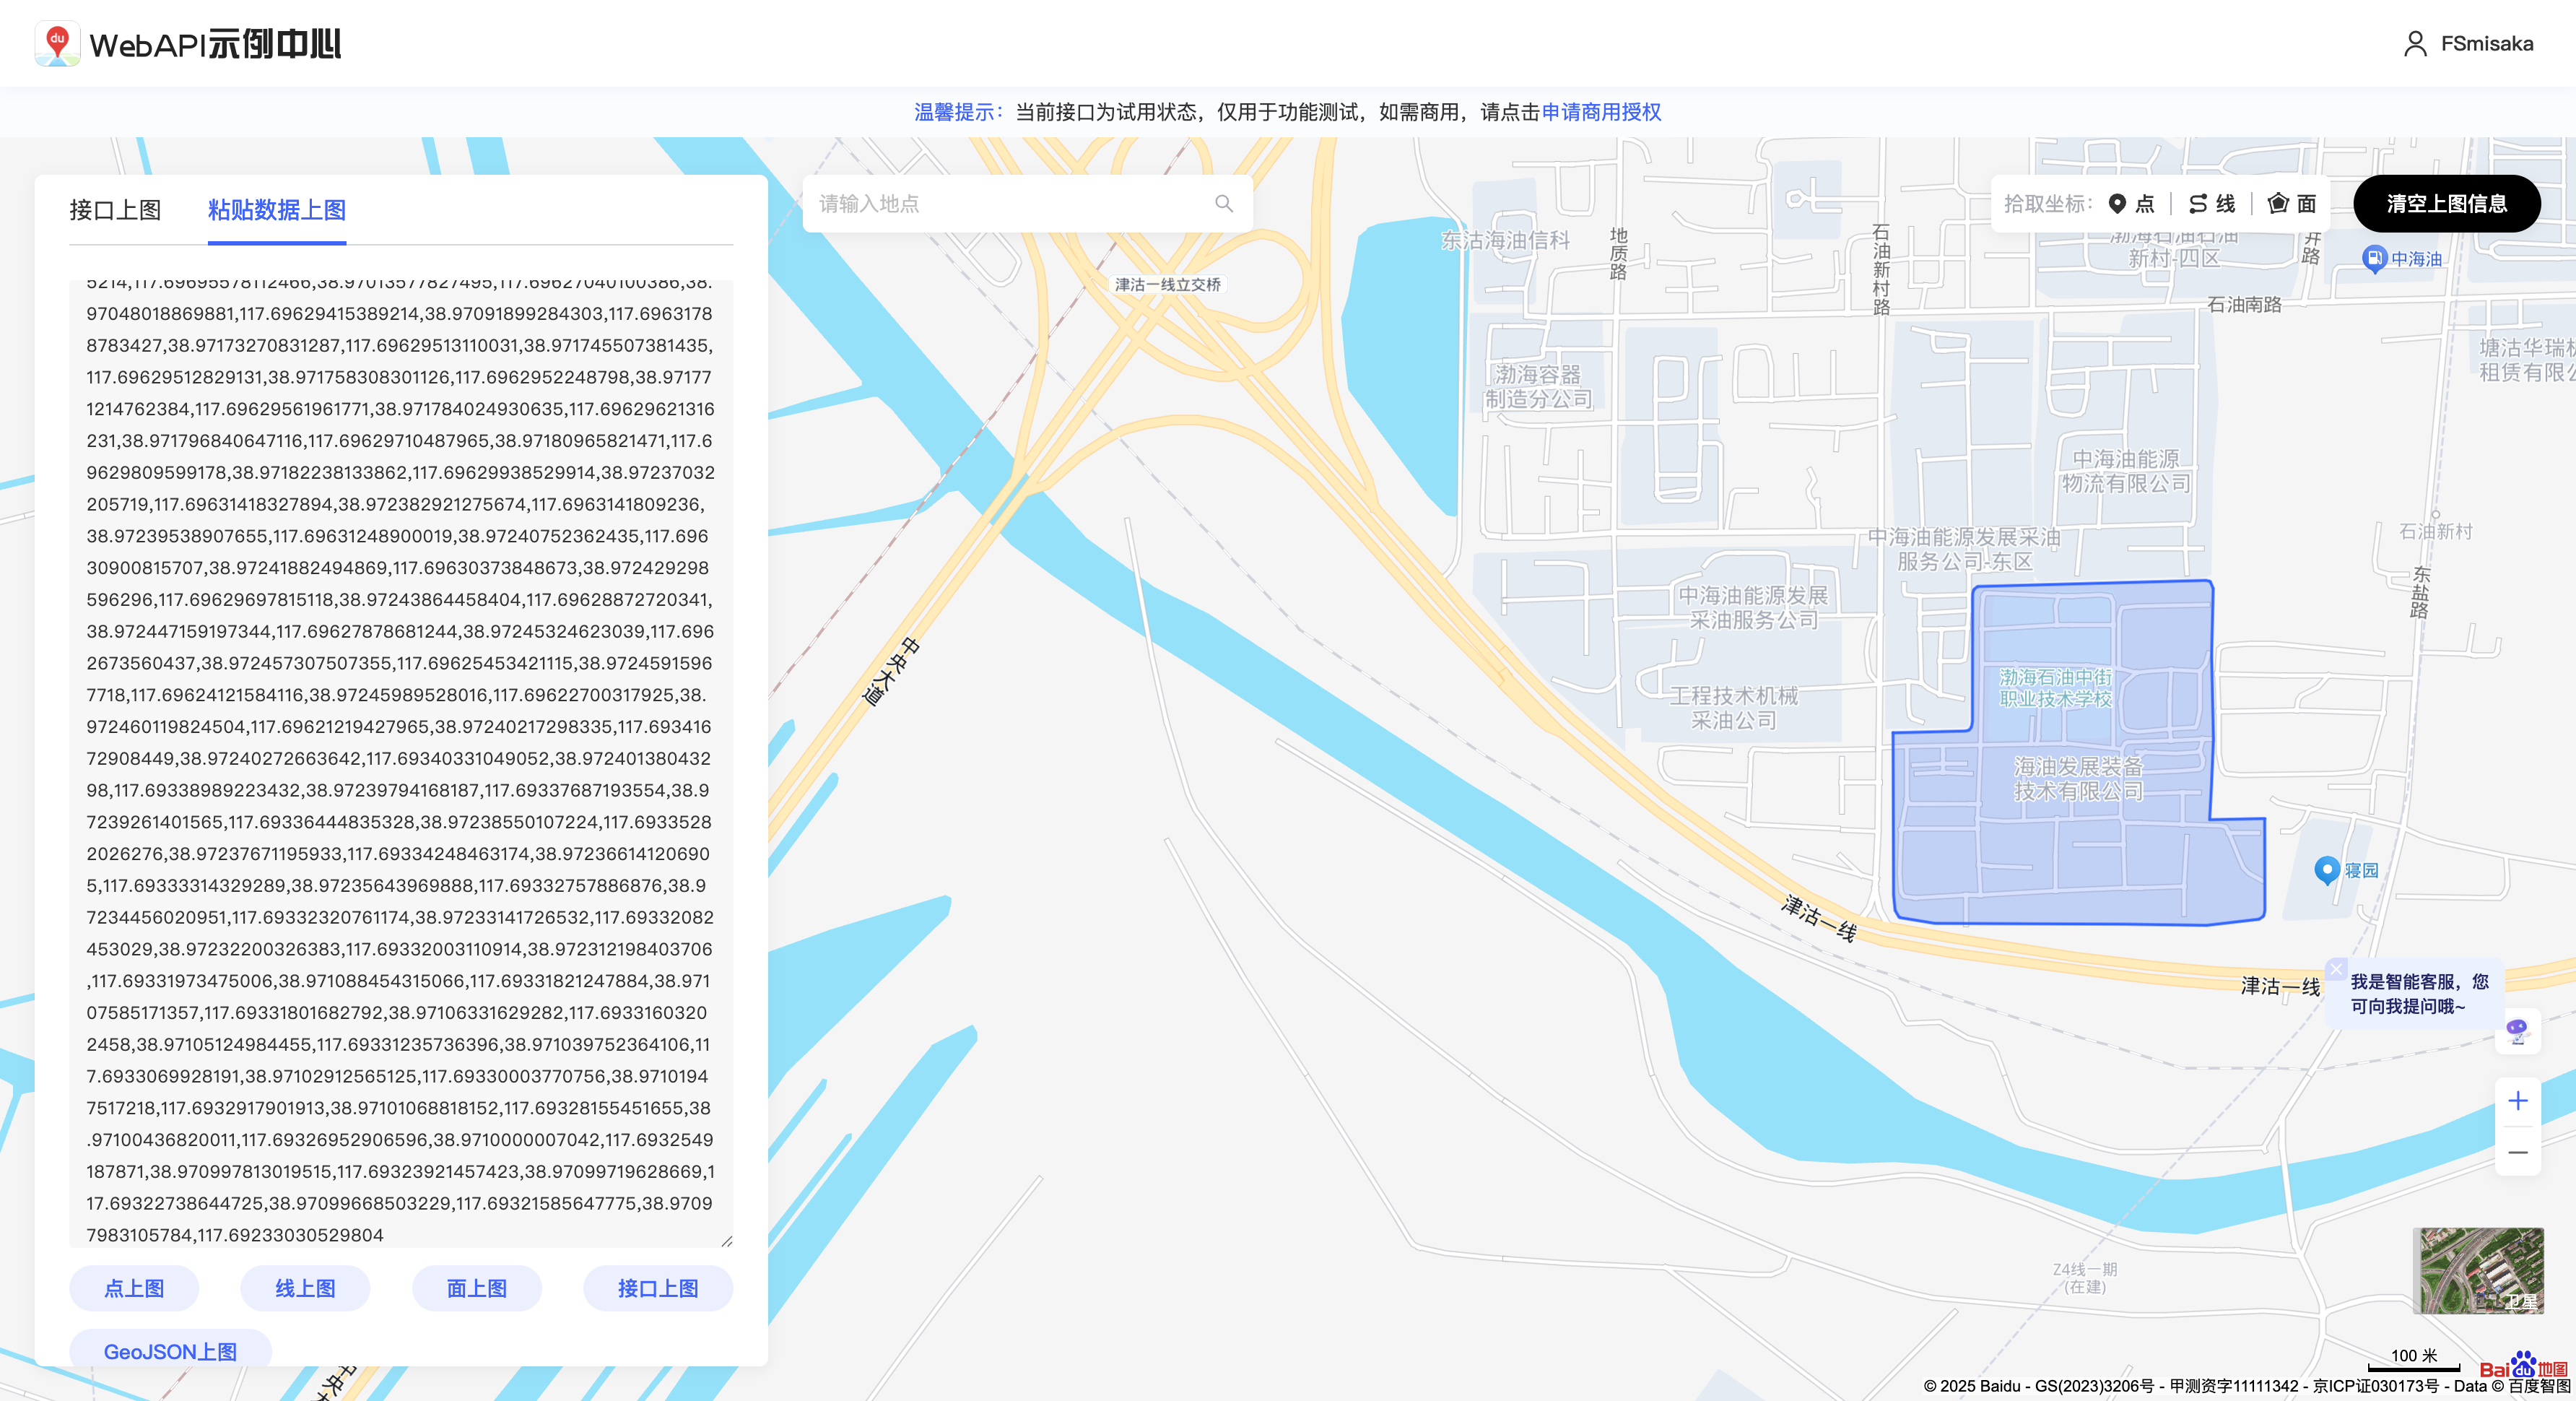 du WebAPI示例中心
FSmisaka
温馨提示：当前接口为试用状态，仅用于功能测试，如需商用，请点击申请商用授权
接口上图
粘贴数据上图
请输入地点
拾取坐标：
点
线
面
清空上图信息
5214,117.69695578112466,38.97013577827495,117.69627040100386,38.
97048018869881,117.69629415389214,38.97091899284303,117.6963178
8783427,38.97173270831287,117.69629513110031,38.971745507381435,
117.69629512829131,38.971758308301126,117.6962952248798,38.97177
1214762384,117.69629561961771,38.971784024930635,117.69629621316
231,38.971796840647116,117.69629710487965,38.97180965821471,117.6
9629809599178,38.97182238133862,117.69629938529914,38.97237032
205719,117.69631418327894,38.972382921275674,117.6963141809236,
38.97239538907655,117.69631248900019,38.97240752362435,117.696
30900815707,38.97241882494869,117.69630373848673,38.972429298
596296,117.69629697815118,38.97243864458404,117.69628872720341,
38.972447159197344,117.69627878681244,38.97245324623039,117.696
2673560437,38.972457307507355,117.69625453421115,38.9724591596
7718,117.69624121584116,38.97245989528016,117.69622700317925,38.
972460119824504,117.69621219427965,38.97240217298335,117.693416
72908449,38.97240272663642,117.69340331049052,38.972401380432
98,117.69338989223432,38.97239794168187,117.69337687193554,38.9
7239261401565,117.69336444835328,38.97238550107224,117.6933528
2026276,38.97237671195933,117.69334248463174,38.97236614120690
5,117.69333314329289,38.97235643969888,117.69332757886876,38.9
7234456020951,117.69332320761174,38.97233141726532,117.69332082
453029,38.97232200326383,117.69332003110914,38.972312198403706
,117.69331973475006,38.971088454315066,117.69331821247884,38.971
07585171357,117.69331801682792,38.97106331629282,117.6933160320
2458,38.97105124984455,117.69331235736396,38.971039752364106,11
7.6933069928191,38.97102912565125,117.69330003770756,38.9710194
7517218,117.6932917901913,38.97101068818152,117.69328155451655,38
.97100436820011,117.69326952906596,38.9710000007042,117.6932549
187871,38.970997813019515,117.69323921457423,38.97099719628669,1
17.69322738644725,38.97099668503229,117.69321585647775,38.9709
7983105784,117.69233030529804
点上图
线上图
面上图
接口上图
GeoJSON上图
津沽一线立交桥
东沽海油信科
地质路
石油新村路
渤海石油石油
新村-四区
升路
中海油
石油南路
塘沽华瑞机
租赁有限公
渤海容器
制造分公司
中海油能源
物流有限公司
石油新村
中海油能源发展采油
服务公司-东区
东盐路
中海油能源发展
采油服务公司
中央大道
渤海石油中街
职业技术学校
工程技术机械
采油公司
海油发展装备
技术有限公司
寝园
津沽一线
津沽一线
我是智能客服，您
可向我提问哦~
Z4线一期
(在建)
卫星
中央大
100 米
Bai du 地图
© 2025 Baidu - GS(2023)3206号 - 甲测资字11111342 - 京ICP证030173号 - Data © 百度智图